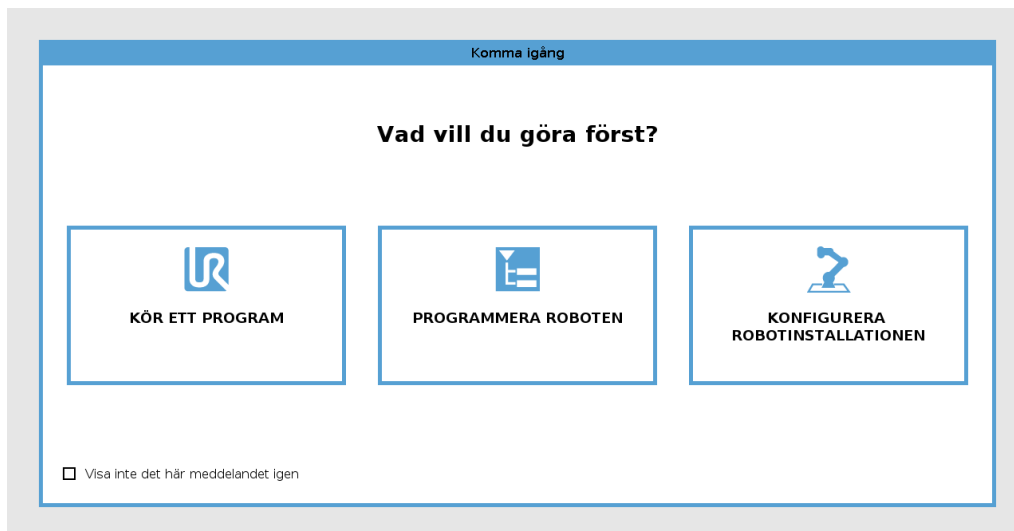 Komma igång
Vad vill du göra först?
UR
KÖR ETT PROGRAM
PROGRAMMERA ROBOTEN
KONFIGURERA
ROBOTINSTALLATIONEN
Visa inte det här meddelandet igen